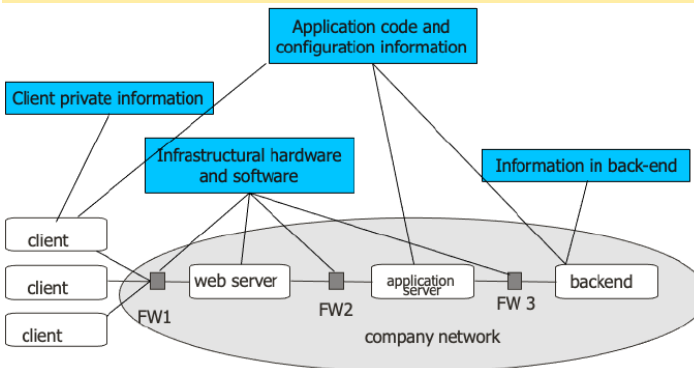 Application code and
configuration information
Client private information
Infrastructural hardware
and software
Information in back-end
client
client
client
web server
application
server
backend
FW1
FW2
FW 3
company network